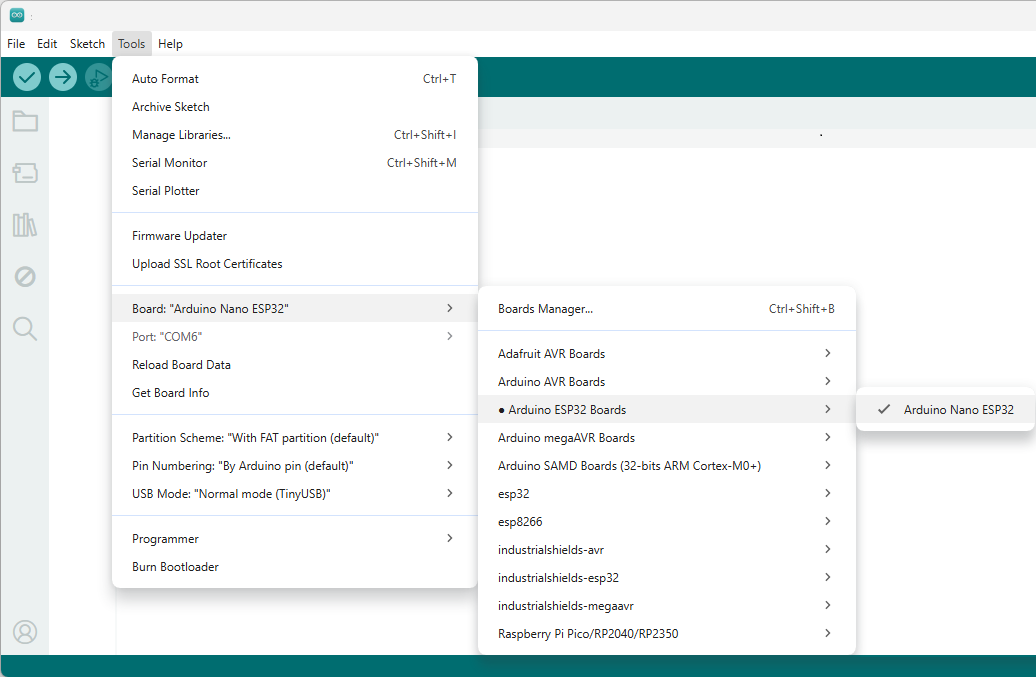 File Edit Sketch Tools Help
Auto Format Ctrl+T
Archive Sketch
Manage Libraries... Ctrl+Shift+I
Serial Monitor Ctrl+Shift+M
Serial Plotter
Firmware Updater
Upload SSL Root Certificates
Board: "Arduino Nano ESP32"
Port: "COM6"
Reload Board Data
Get Board Info
Partition Scheme: "With FAT partition (default)"
Pin Numbering: "By Arduino pin (default)"
USB Mode: "Normal mode (TinyUSB)"
Programmer
Burn Bootloader
Boards Manager... Ctrl+Shift+B
Adafruit AVR Boards
Arduino AVR Boards
● Arduino ESP32 Boards
Arduino megaAVR Boards
Arduino SAMD Boards (32-bits ARM Cortex-M0+)
esp32
esp8266
industrialshields-avr
industrialshields-esp32
industrialshields-megaavr
Raspberry Pi Pico/RP2040/RP2350
✓ Arduino Nano ESP32